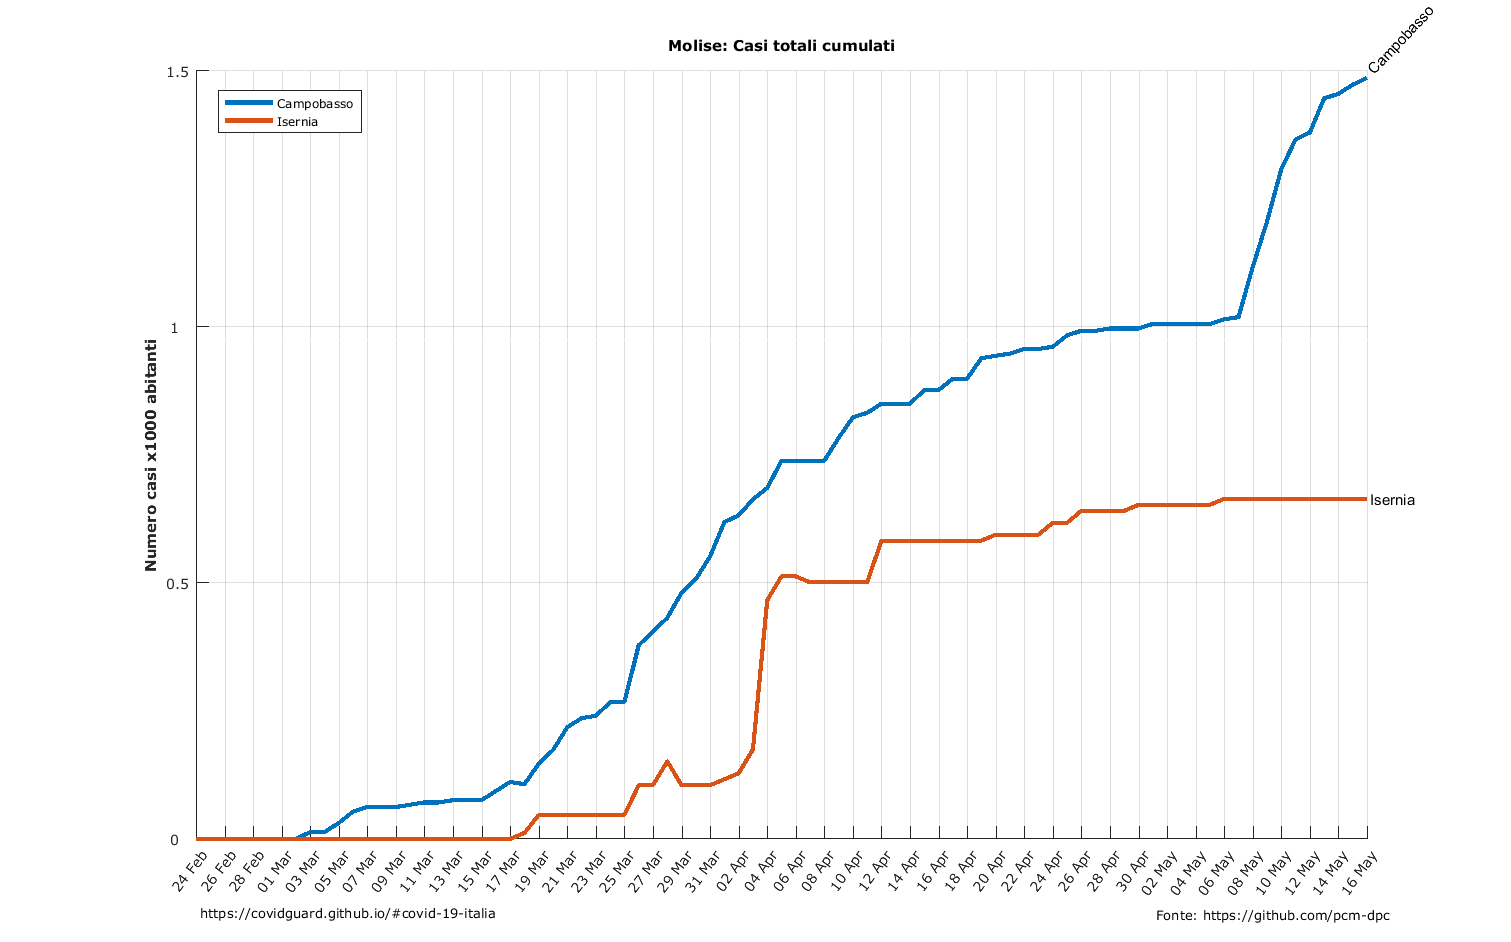 Molise: Casi totali cumulati
Campobasso
1.5
Campobasso
Isernia
1
Numero casi x1000 abitanti
Isernia
0.5
0
24 Feb
26 Feb
28 Feb
01 Mar
03 Mar
05 Mar
07 Mar
09 Mar
11 Mar
13 Mar
15 Mar
17 Mar
19 Mar
21 Mar
23 Mar
25 Mar
27 Mar
29 Mar
31 Mar
02 Apr
04 Apr
06 Apr
08 Apr
10 Apr
12 Apr
14 Apr
16 Apr
18 Apr
20 Apr
22 Apr
24 Apr
26 Apr
28 Apr
30 Apr
02 May
04 May
06 May
08 May
10 May
12 May
14 May
16 May
https://covidguard.github.io/#covid-19-italia
Fonte: https://github.com/pcm-dpc